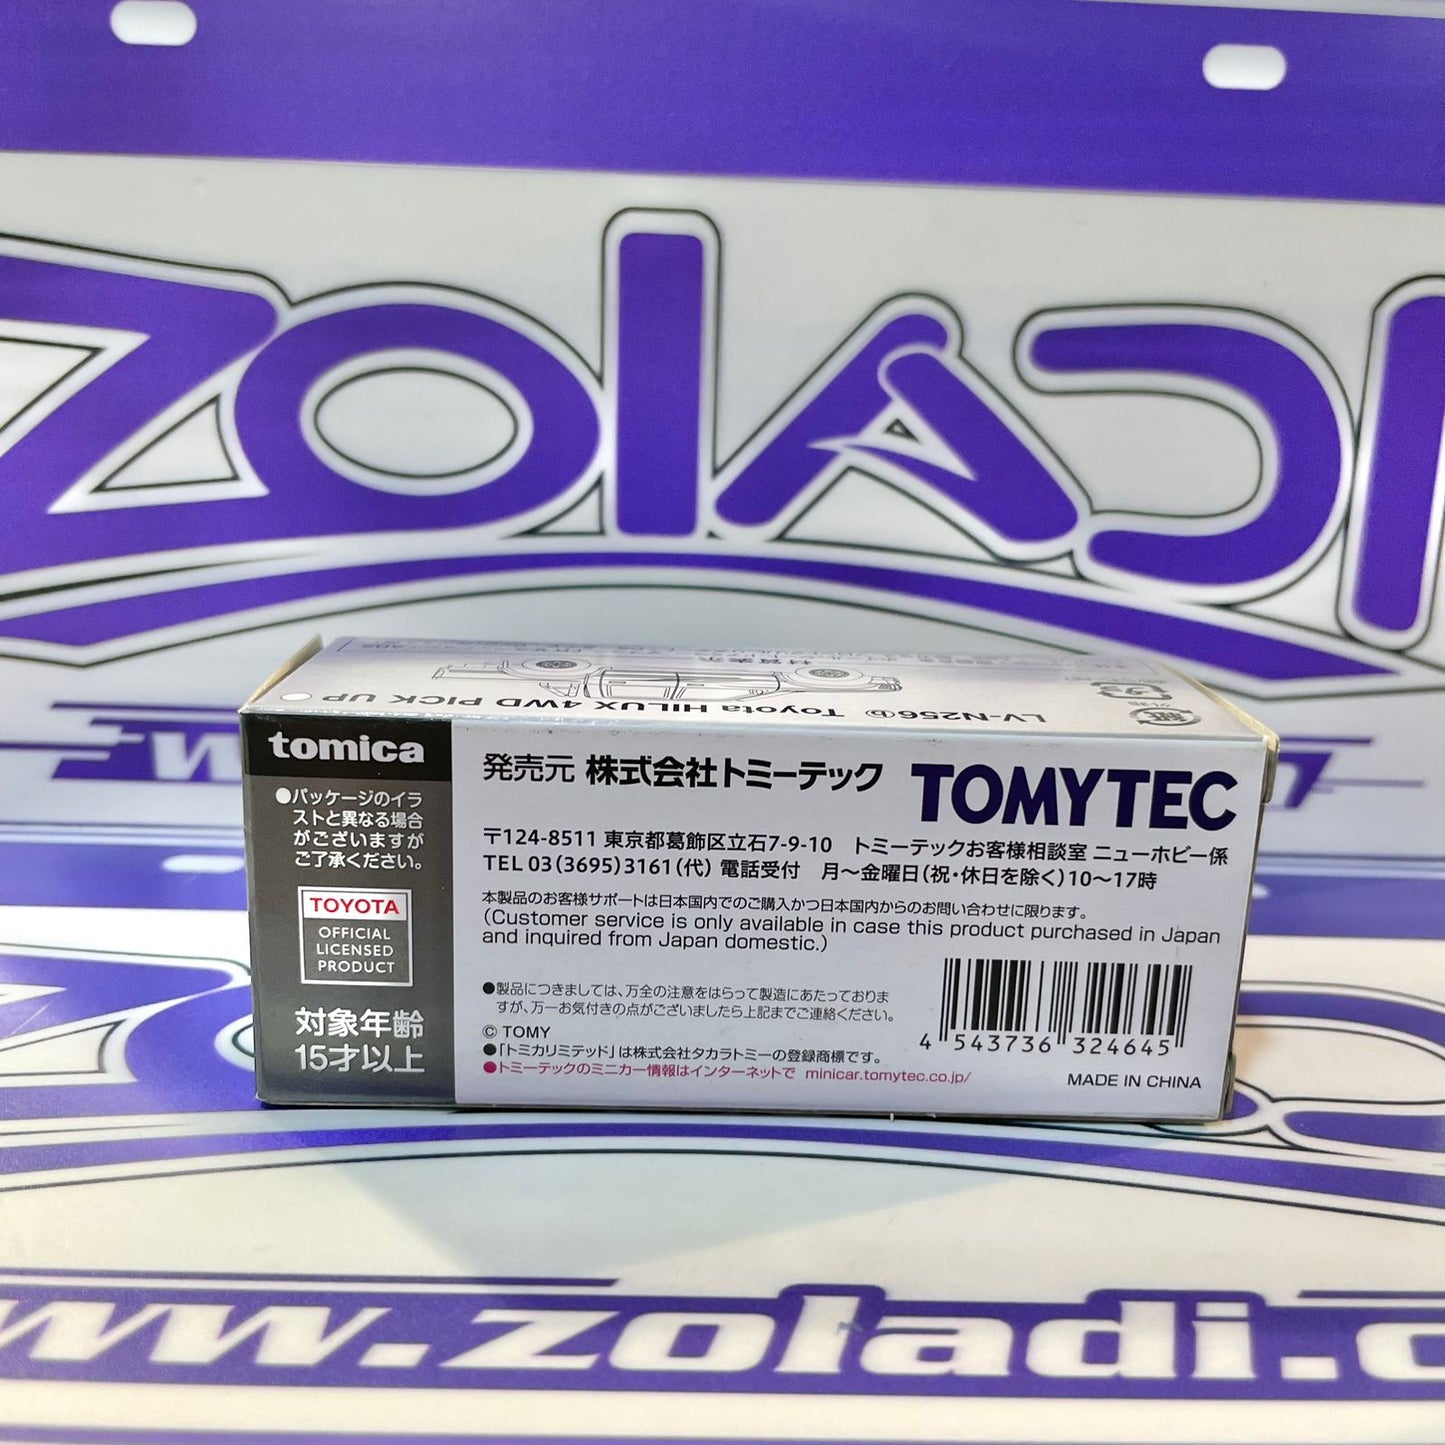 ZOLADI
LV-N256b Toyota HILUX 4WD PICK UP
材質表示
外箱
紙
プラ
tomica
●パッケージのイラ
ストと異なる場合
がございますが
ご了承ください。
TOYOTA
OFFICIAL
LICENSED
PRODUCT
対象年齢
15才以上
発売元 株式会社トミーテック TOMYTEC
〒124-8511 東京都葛飾区立石7-9-10 トミーテックお客様相談室 ニューホビー係
TEL 03(3695)3161(代) 電話受付 月～金曜日(祝・休日を除く)10～17時
本製品のお客様サポートは日本国内でのご購入かつ日本国内からのお問い合わせに限ります。
(Customer service is only available in case this product purchased in Japan
and inquired from Japan domestic.)
●製品につきましては、万全の注意をはらって製造にあたっておりま
すが、万一お気付きの点がございましたら上記までご連絡ください。
© TOMY
●「トミカリミテッド」は株式会社タカラトミーの登録商標です。
●トミーテックのミニカー情報はインターネットで minicar.tomytec.co.jp/
4 543736 324645
MADE IN CHINA
www.zoladi.c